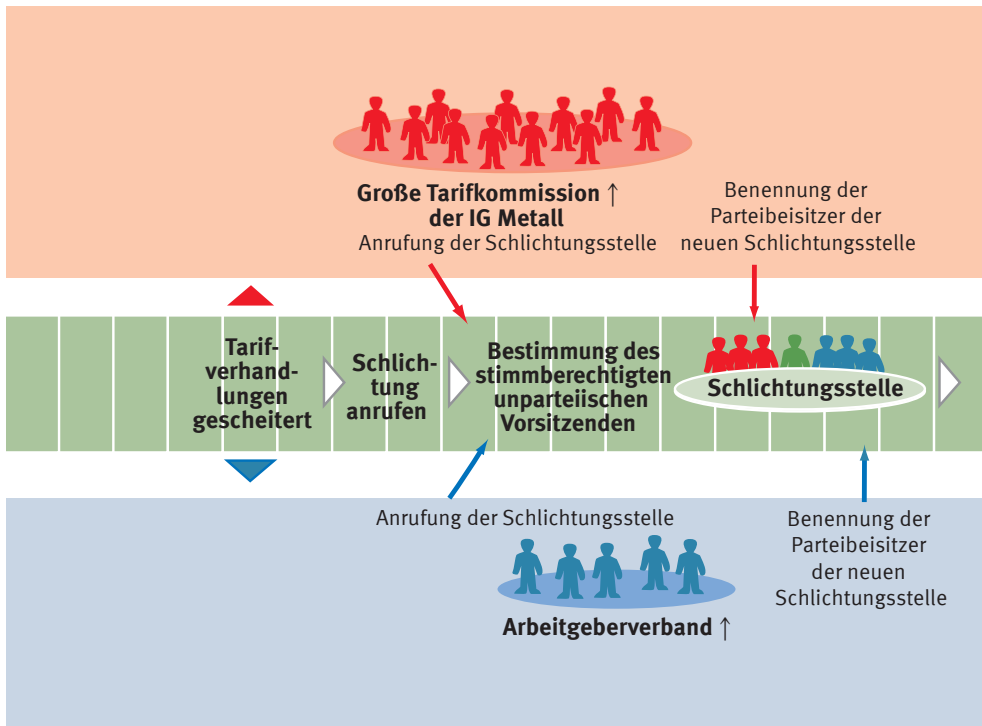 Große Tarifkommission ↑
der IG Metall
Anrufung der Schlichtungsstelle
Benennung der
Parteibeisitzer der
neuen Schlichtungsstelle
Tarif-
verhand-
lungen
gescheitert
Schlich-
tung
anrufen
Bestimmung des
stimmberechtigten
unparteiischen
Vorsitzenden
Schlichtungsstelle
Anrufung der Schlichtungsstelle
Arbeitgeberverband ↑
Benennung der
Parteibeisitzer
der neuen
Schlichtungsstelle